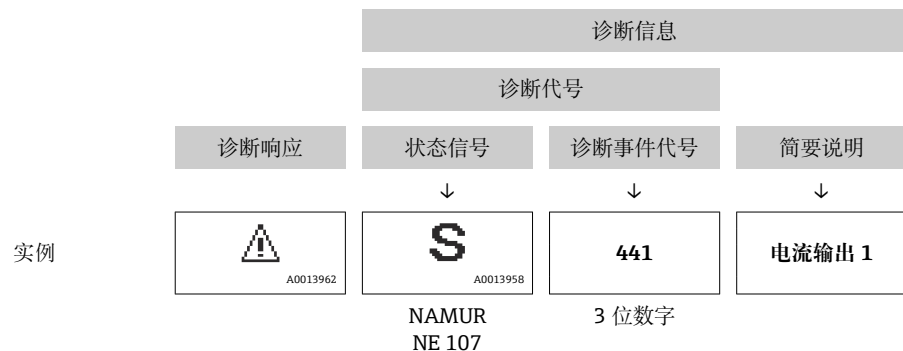 诊断信息
诊断代号
诊断响应 状态信号 诊断事件代号 简要说明
↓ ↓ ↓
实例 A0013962 S A0013958 441 电流输出 1
NAMUR NE 107 3 位数字